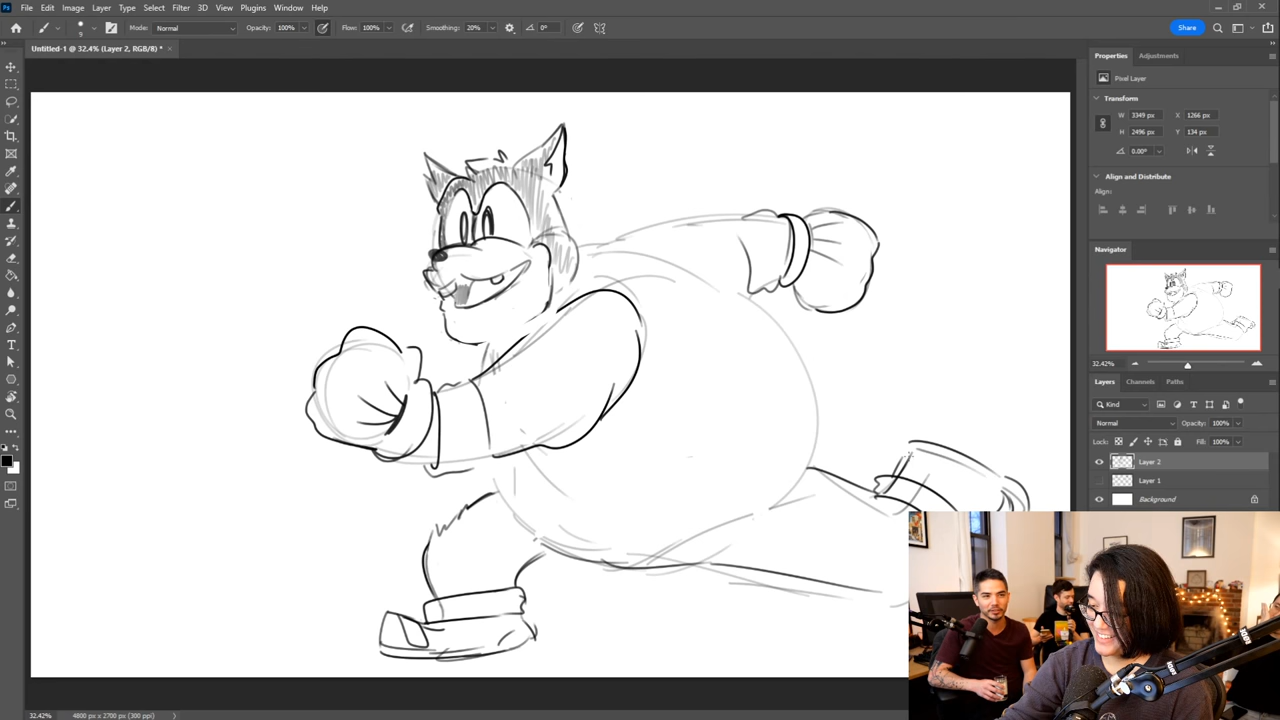 Ps File Edit Image Layer Type Select Filter 3D View Plugins Window Help
9 Mode: Normal Opacity: 100% Flow: 100% Smoothing: 20% 0° Share
Untitled-1 @ 32.4% (Layer 2, RGB/8) *
Properties Adjustments
Pixel Layer
Transform
W 3349 px X 1266 px
H 2496 px Y 134 px
0.00°
Align and Distribute
Align:
Navigator
32.42%
Layers Channels Paths
Kind
Normal Opacity: 100%
Lock: Fill: 100%
Layer 2
Layer 1
Background
32.42% 4800 px x 2700 px (300 ppi)